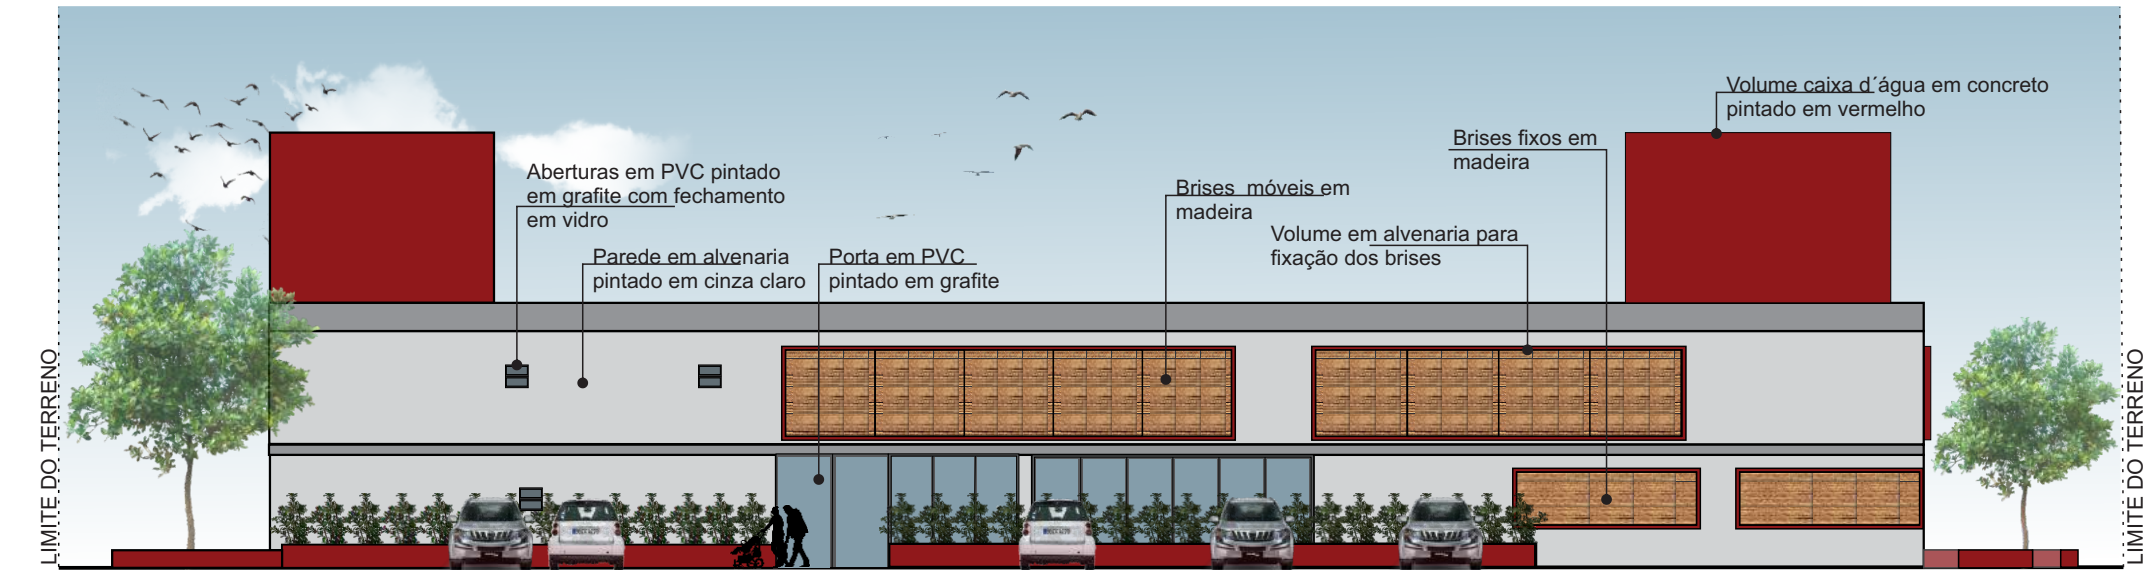 Volume caixa d´água em concreto
pintado em vermelho
Brises fixos em
madeira
Aberturas em PVC pintado
em grafite com fechamento
em vidro
Brises móveis em
madeira
Volume em alvenaria para
fixação dos brises
Parede em alvenaria
pintado em cinza claro
Porta em PVC
pintado em grafite
LIMITE DO TERRENO
LIMITE DO TERRENO